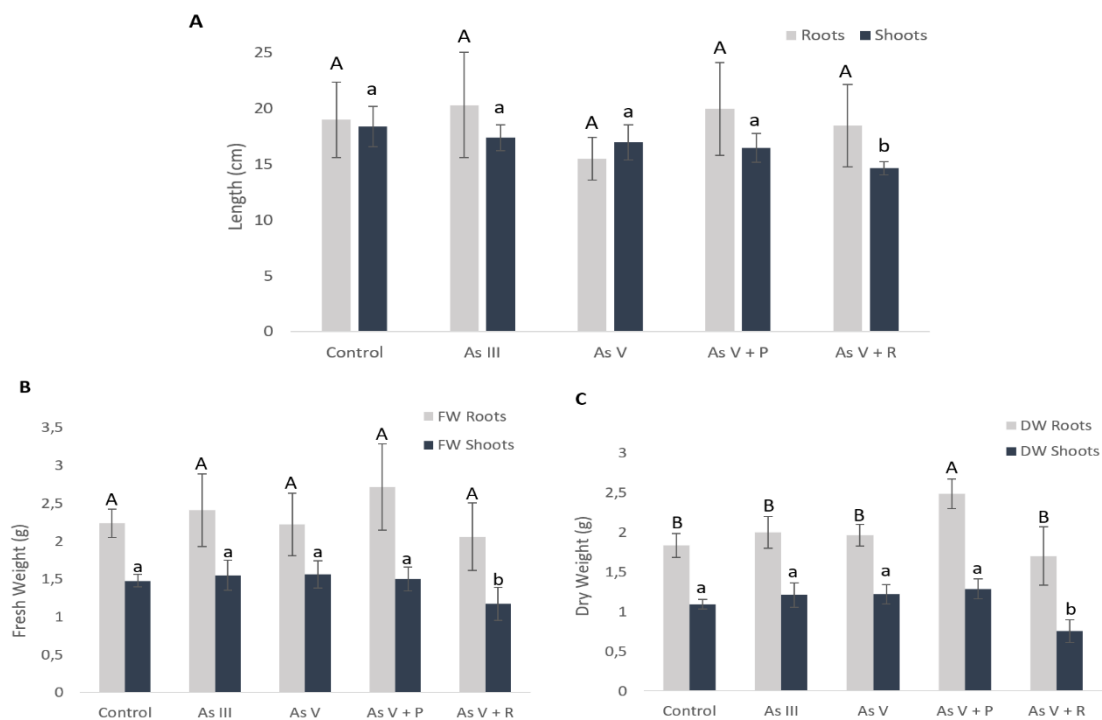 A
Roots Shoots
Length (cm)
25
20
15
10
5
0
A a A a A a A a A b
Control As III As V As V + P As V + R
B
FW Roots
FW Shoots
Fresh Weight (g)
3,5
3
2,5
2
1,5
1
0,5
0
A a A a A a A a A b
Control As III As V As V + P As V + R
C
DW Roots
DW Shoots
Dry Weight (g)
3
2,5
2
1,5
1
0,5
0
B a B a B a A a B b
Control As III As V As V + P As V + R